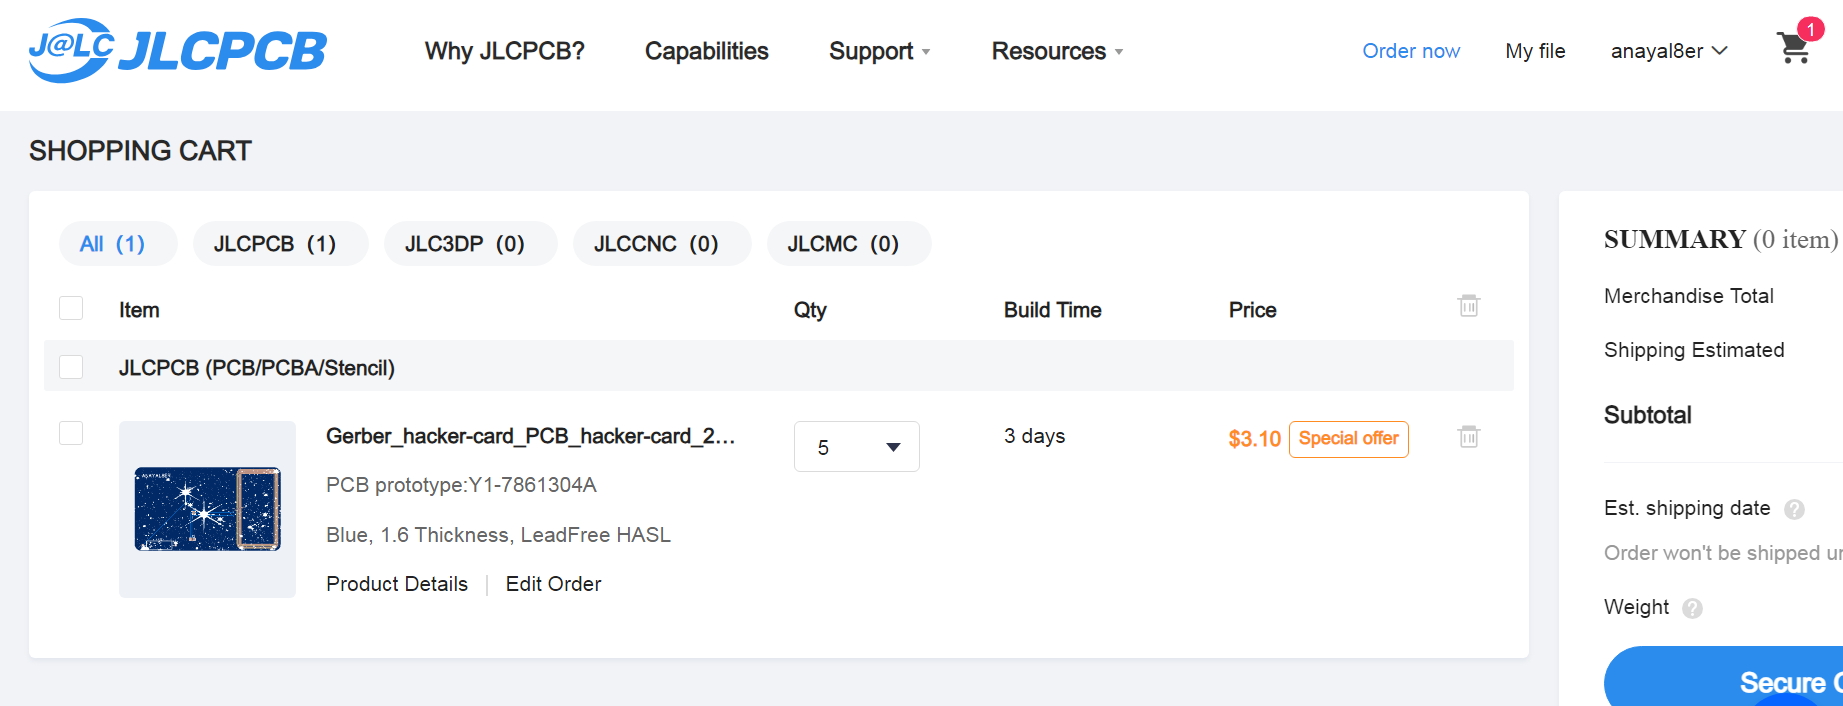 J@LC JLCPCB
Why JLCPCB? Capabilities Support Resources Order now My file anayal8er 1
SHOPPING CART
All (1) JLCPCB (1) JLC3DP (0) JLCCNC (0) JLCMC (0)
Item Qty Build Time Price
JLCPCB (PCB/PCBA/Stencil)
Gerber_hacker-card_PCB_hacker-card_2... 5 3 days $3.10 Special offer
PCB prototype:Y1-7861304A
Blue, 1.6 Thickness, LeadFree HASL
Product Details Edit Order
ANAYAL8ER
SUMMARY (0 item)
Merchandise Total
Shipping Estimated
Subtotal
Est. shipping date ?
Order won't be shipped
Weight ?
Secure